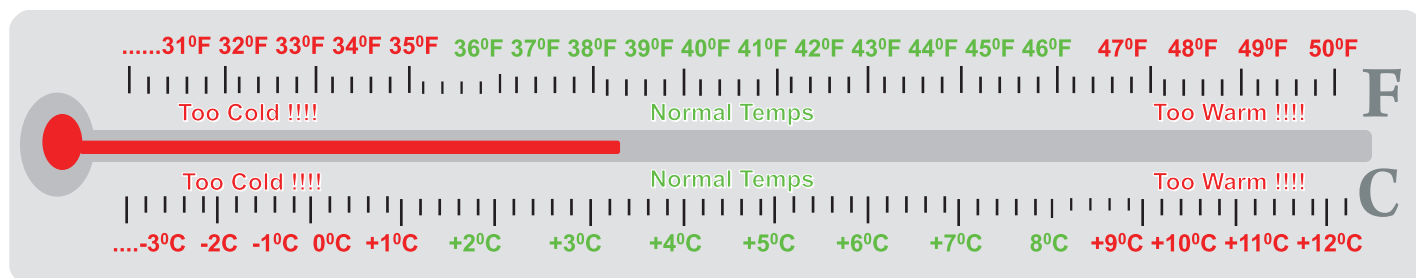 ......31⁰F 32⁰F 33⁰F 34⁰F 35⁰F 36⁰F 37⁰F 38⁰F 39⁰F 40⁰F 41⁰F 42⁰F 43⁰F 44⁰F 45⁰F 46⁰F 47⁰F 48⁰F 49⁰F 50⁰F
F
Too Cold !!!! Normal Temps Too Warm !!!!
Too Cold !!!! Normal Temps Too Warm !!!!
C
....-3⁰C -2C -1⁰C 0⁰C +1⁰C +2⁰C +3⁰C +4⁰C +5⁰C +6⁰C +7⁰C 8⁰C +9⁰C +10⁰C +11⁰C +12⁰C